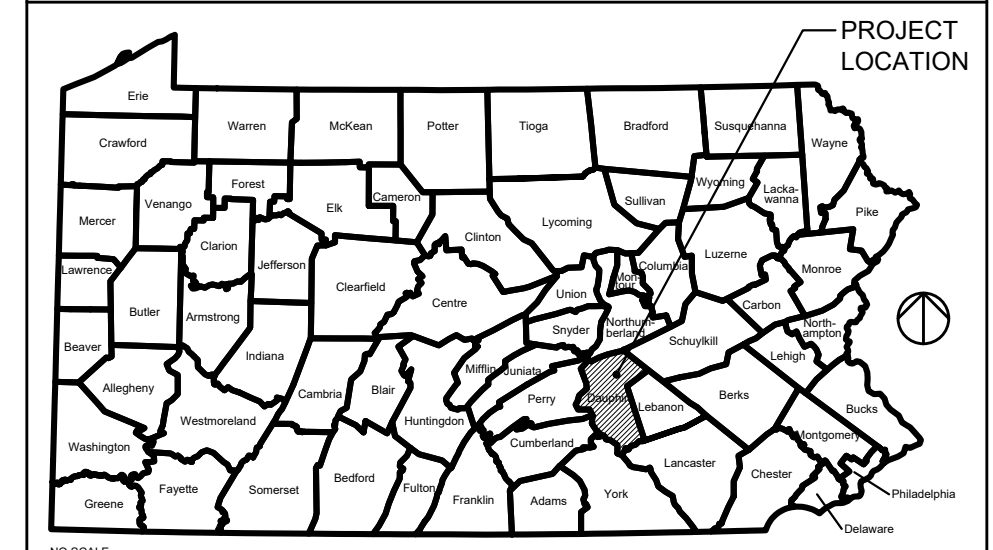 PROJECT
LOCATION
Erie
Warren
McKean
Potter
Tioga
Bradford
Susquehanna
Wayne
Crawford
Forest
Elk
Cameron
Sullivan
Wyoming
Lacka-
wanna
Pike
Mercer
Venango
Clarion
Clinton
Lycoming
Luzerne
Monroe
Lawrence
Jefferson
Clearfield
Centre
Union
Mon-
tour
Columbia
Carbon
Butler
Armstrong
Snyder
Northum-
berland
Schuylkill
North-
ampton
Beaver
Indiana
Mifflin
Juniata
Lehigh
Allegheny
Cambria
Blair
Huntingdon
Perry
Dauphin
Lebanon
Berks
Bucks
Westmoreland
Washington
Cumberland
Montgomery
Greene
Fayette
Somerset
Bedford
Fulton
Franklin
Adams
York
Lancaster
Chester
Philadelphia
Delaware
NO SCALE